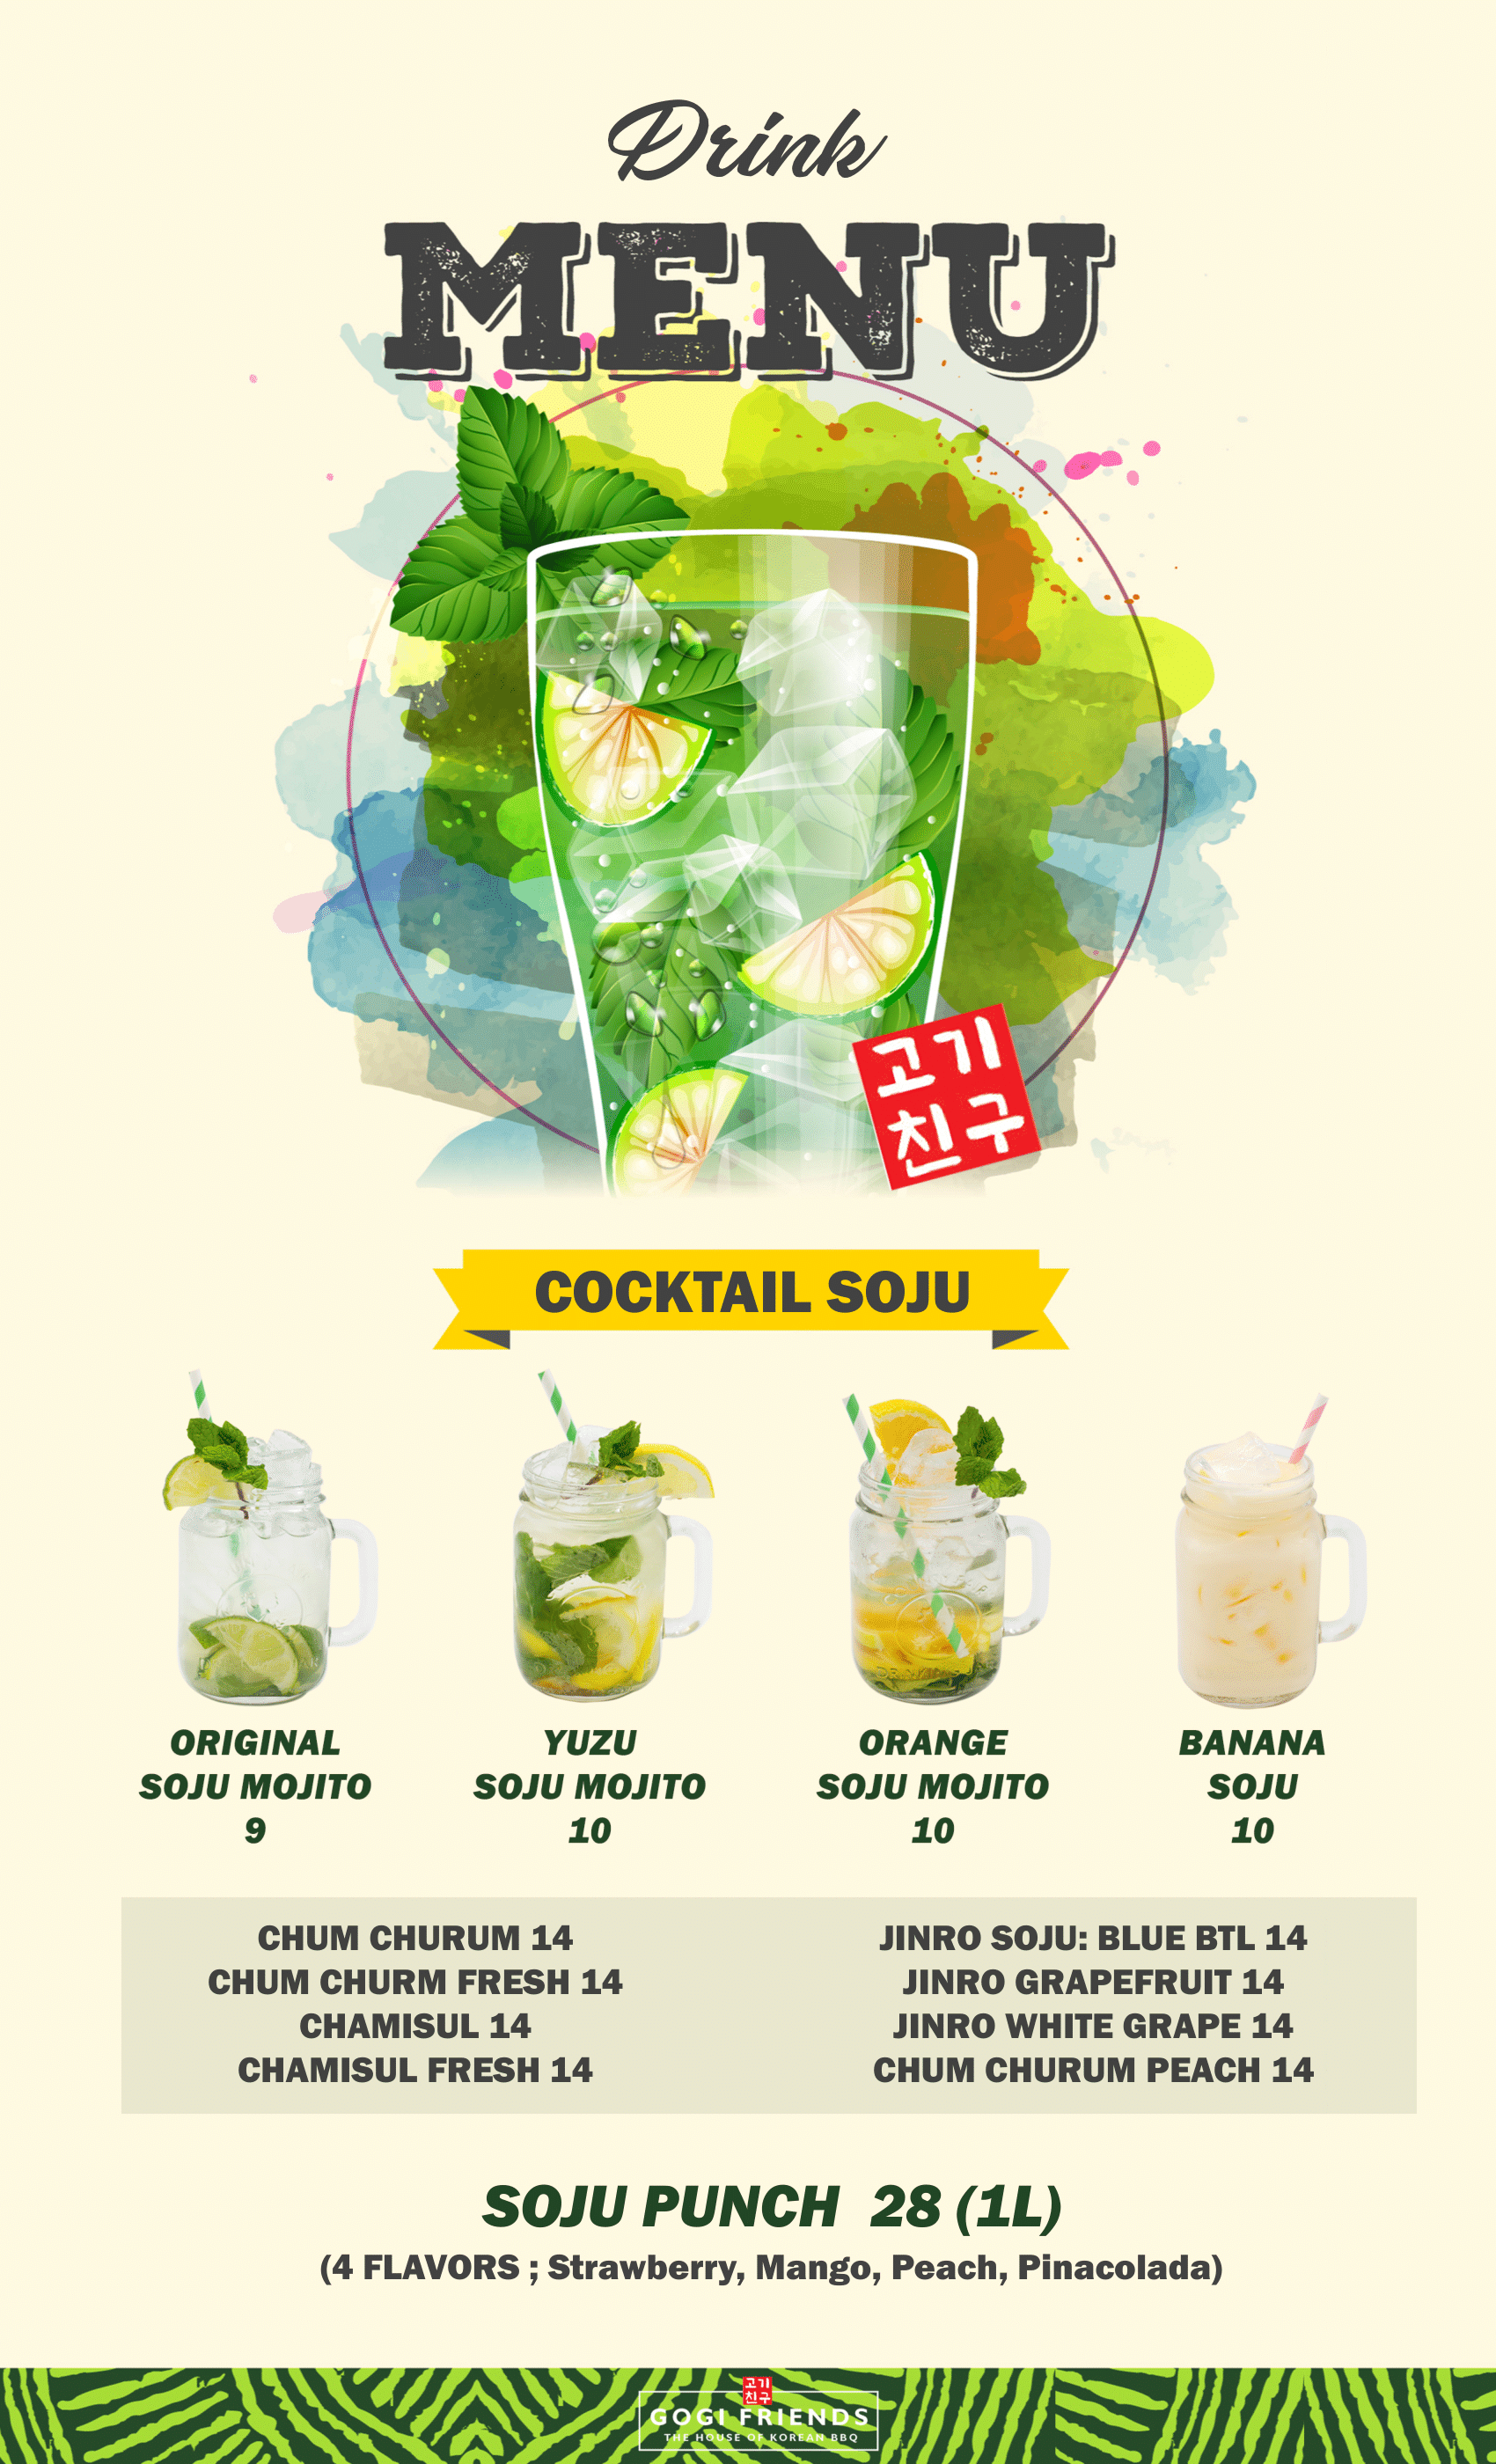 Drink
MENU
고기
친구
COCKTAIL SOJU
ORIGINAL
SOJU MOJITO
9
YUZU
SOJU MOJITO
10
ORANGE
SOJU MOJITO
10
BANANA
SOJU
10
CHUM CHURUM 14
CHUM CHURM FRESH 14
CHAMISUL 14
CHAMISUL FRESH 14
JINRO SOJU: BLUE BTL 14
JINRO GRAPEFRUIT 14
JINRO WHITE GRAPE 14
CHUM CHURUM PEACH 14
SOJU PUNCH 28 (1L)
(4 FLAVORS ; Strawberry, Mango, Peach, Pinacolada)
고기
친구
GOGI FRIENDS
THE HOUSE OF KOREAN BBQ